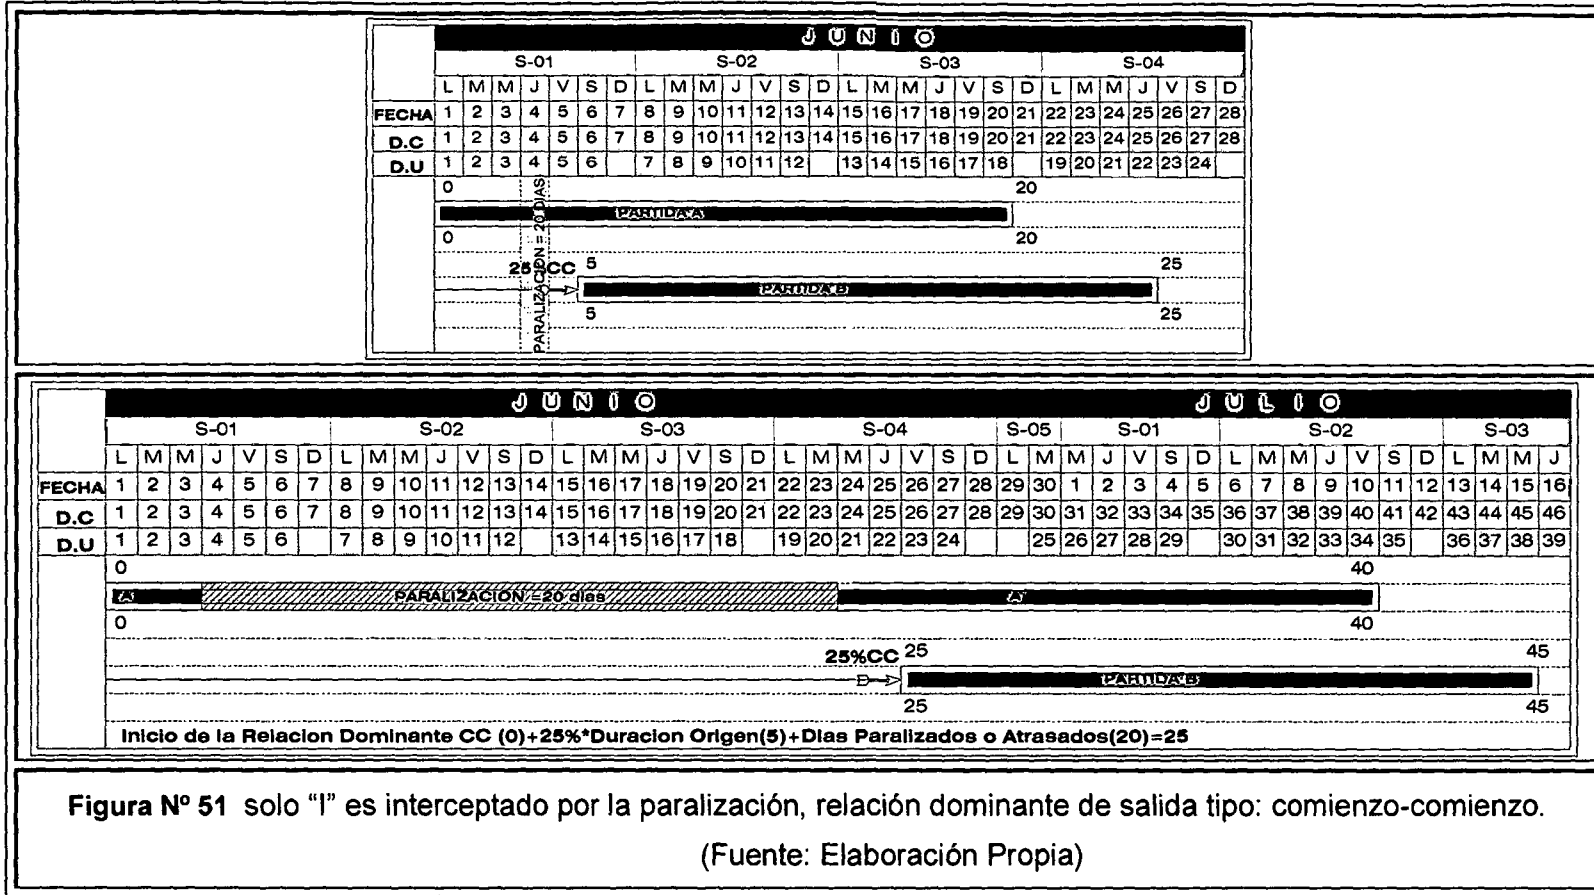 JUNIO
S-01 S-02 S-03 S-04
L M M J V S D L M M J V S D L M M J V S D L M M J V S D
FECHA 1 2 3 4 5 6 7 8 9 10 11 12 13 14 15 16 17 18 19 20 21 22 23 24 25 26 27 28
D.C 1 2 3 4 5 6 7 8 9 10 11 12 13 14 15 16 17 18 19 20 21 22 23 24 25 26 27 28
D.U 1 2 3 4 5 6 7 8 9 10 11 12 13 14 15 16 17 18 19 20 21 22 23 24
0 20
PARTIDA A
0 20
PARALIZACION = 20 DIAS
25%CC 5 25
PARTIDA B
5 25
JUNIO JULIO
S-01 S-02 S-03 S-04 S-05 S-01 S-02 S-03
L M M J V S D L M M J V S D L M M J V S D L M M J V S D L M M J V S D L M M J V S D L M M J
FECHA 1 2 3 4 5 6 7 8 9 10 11 12 13 14 15 16 17 18 19 20 21 22 23 24 25 26 27 28 29 30 1 2 3 4 5 6 7 8 9 10 11 12 13 14 15 16
D.C 1 2 3 4 5 6 7 8 9 10 11 12 13 14 15 16 17 18 19 20 21 22 23 24 25 26 27 28 29 30 31 32 33 34 35 36 37 38 39 40 41 42 43 44 45 46
D.U 1 2 3 4 5 6 7 8 9 10 11 12 13 14 15 16 17 18 19 20 21 22 23 24 25 26 27 28 29 30 31 32 33 34 35 36 37 38 39
0 40
A' PARALIZACION =20 dias A'
0 40
25%CC 25 45
PARTIDA B
25 45
Inicio de la Relacion Dominante CC (0)+25%*Duracion Origen(5)+Dias Paralizados o Atrasados(20)=25
Figura Nº 51 solo "I" es interceptado por la paralización, relación dominante de salida tipo: comienzo-comienzo.
(Fuente: Elaboración Propia)